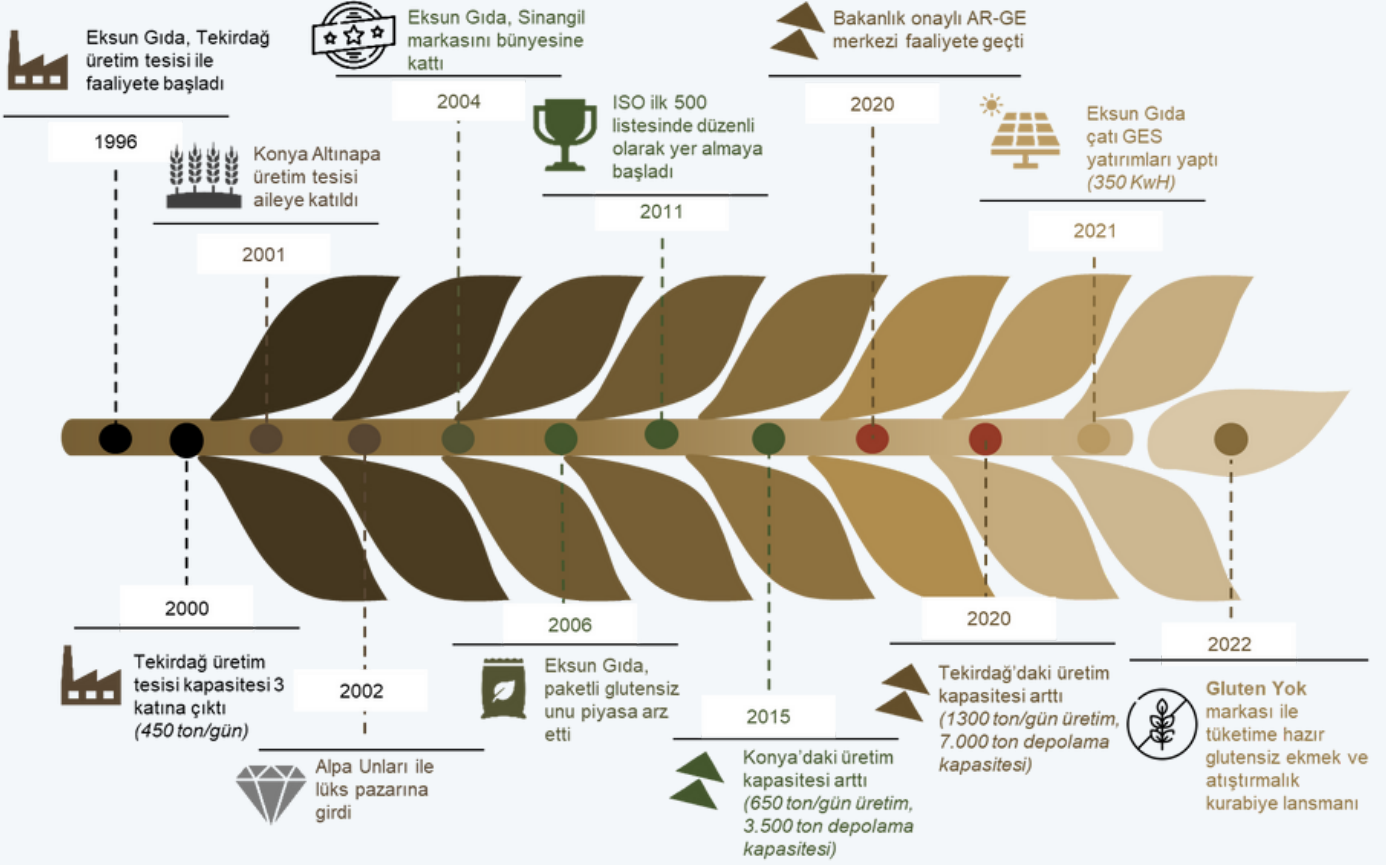 Eksun Gıda, Tekirdağ
üretim tesisi ile
faaliyete başladı
1996
Konya Altınapa
üretim tesisi
aileye katıldı
2001
Eksun Gıda, Sinangil
markasını bünyesine
kattı
2004
ISO ilk 500
listesinde düzenli
olarak yer almaya
başladı
2011
Bakanlık onaylı AR-GE
merkezi faaliyete geçti
2020
Eksun Gıda
çatı GES
yatırımları yaptı
(350 KwH)
2021
2000
Tekirdağ üretim
tesisi kapasitesi 3
katına çıktı
(450 ton/gün)
2002
Alpa Unları ile
lüks pazarına
girdi
2006
Eksun Gıda,
paketli glutensiz
unu piyasa arz
etti
2015
Konya’daki üretim
kapasitesi arttı
(650 ton/gün üretim,
3.500 ton depolama
kapasitesi)
2020
Tekirdağ’daki üretim
kapasitesi arttı
(1300 ton/gün üretim,
7.000 ton depolama
kapasitesi)
2022
Gluten Yok
markası ile
tüketime hazır
glutensiz ekmek ve
atıştırmalık
kurabiye lansmanı